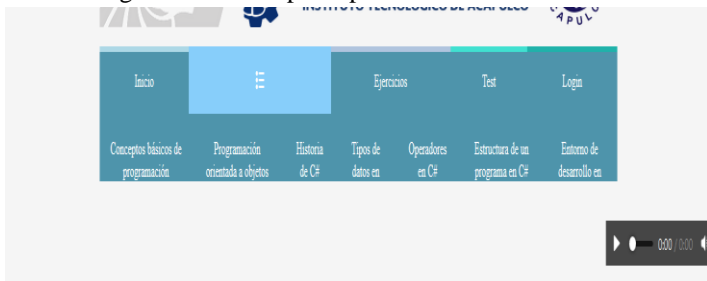 INSTITUTO TECNOLÓGICO DE ACAPULCO
Inicio
Ejercicios
Test
Login
Conceptos básicos de
programación
Programación
orientada a objetos
Historia
de C#
Tipos de
datos en
Operadores
en C#
Estructura de un
programa en C#
Entorno de
desarrollo en
0:00 / 0:00